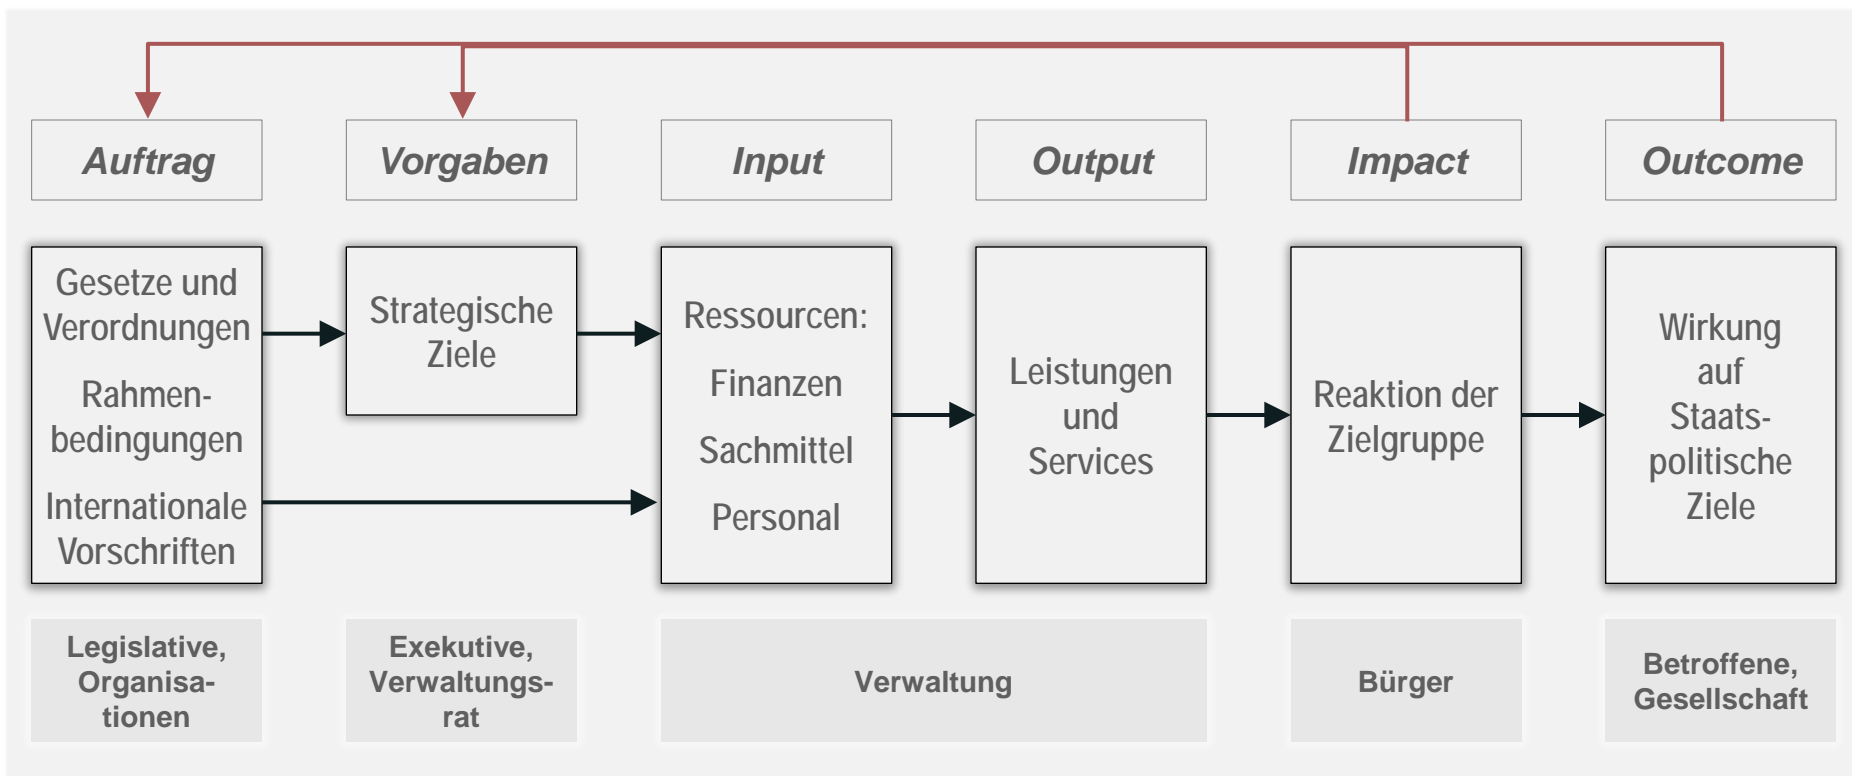 Auftrag
Vorgaben
Input
Output
Impact
Outcome
Gesetze und
Verordnungen
Rahmen-
bedingungen
Internationale
Vorschriften
Strategische
Ziele
Ressourcen:
Finanzen
Sachmittel
Personal
Leistungen
und
Services
Reaktion der
Zielgruppe
Wirkung
auf
Staats-
politische
Ziele
Legislative,
Organisa-
tionen
Exekutive,
Verwaltungs-
rat
Verwaltung
Bürger
Betroffene,
Gesellschaft